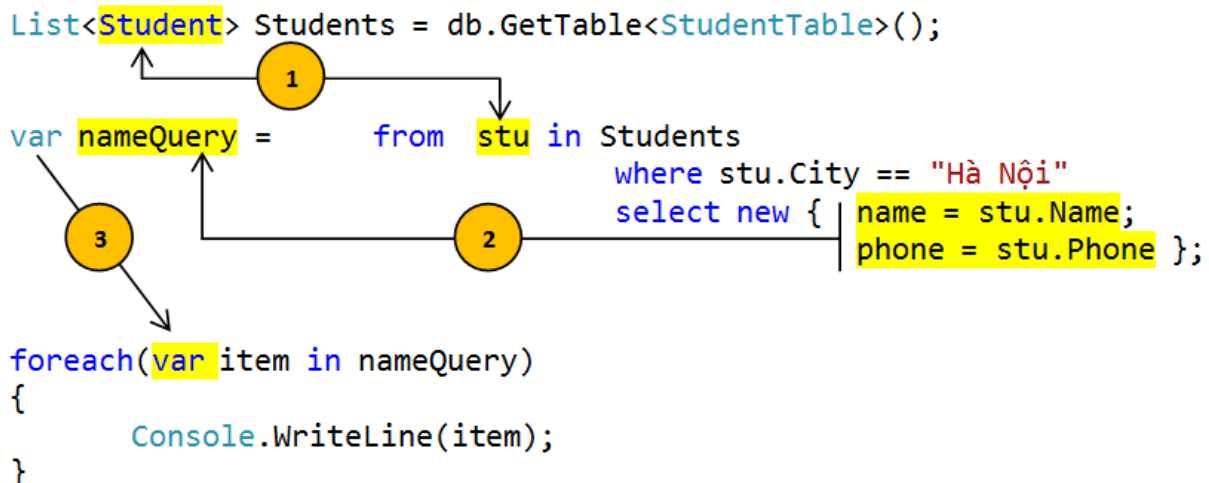 List<Student> Students = db.GetTable<StudentTable>();
1
var nameQuery = from stu in Students
where stu.City == "Hà Nội"
select new { name = stu.Name;
3
2
phone = stu.Phone };
foreach(var item in nameQuery)
{
Console.WriteLine(item);
}